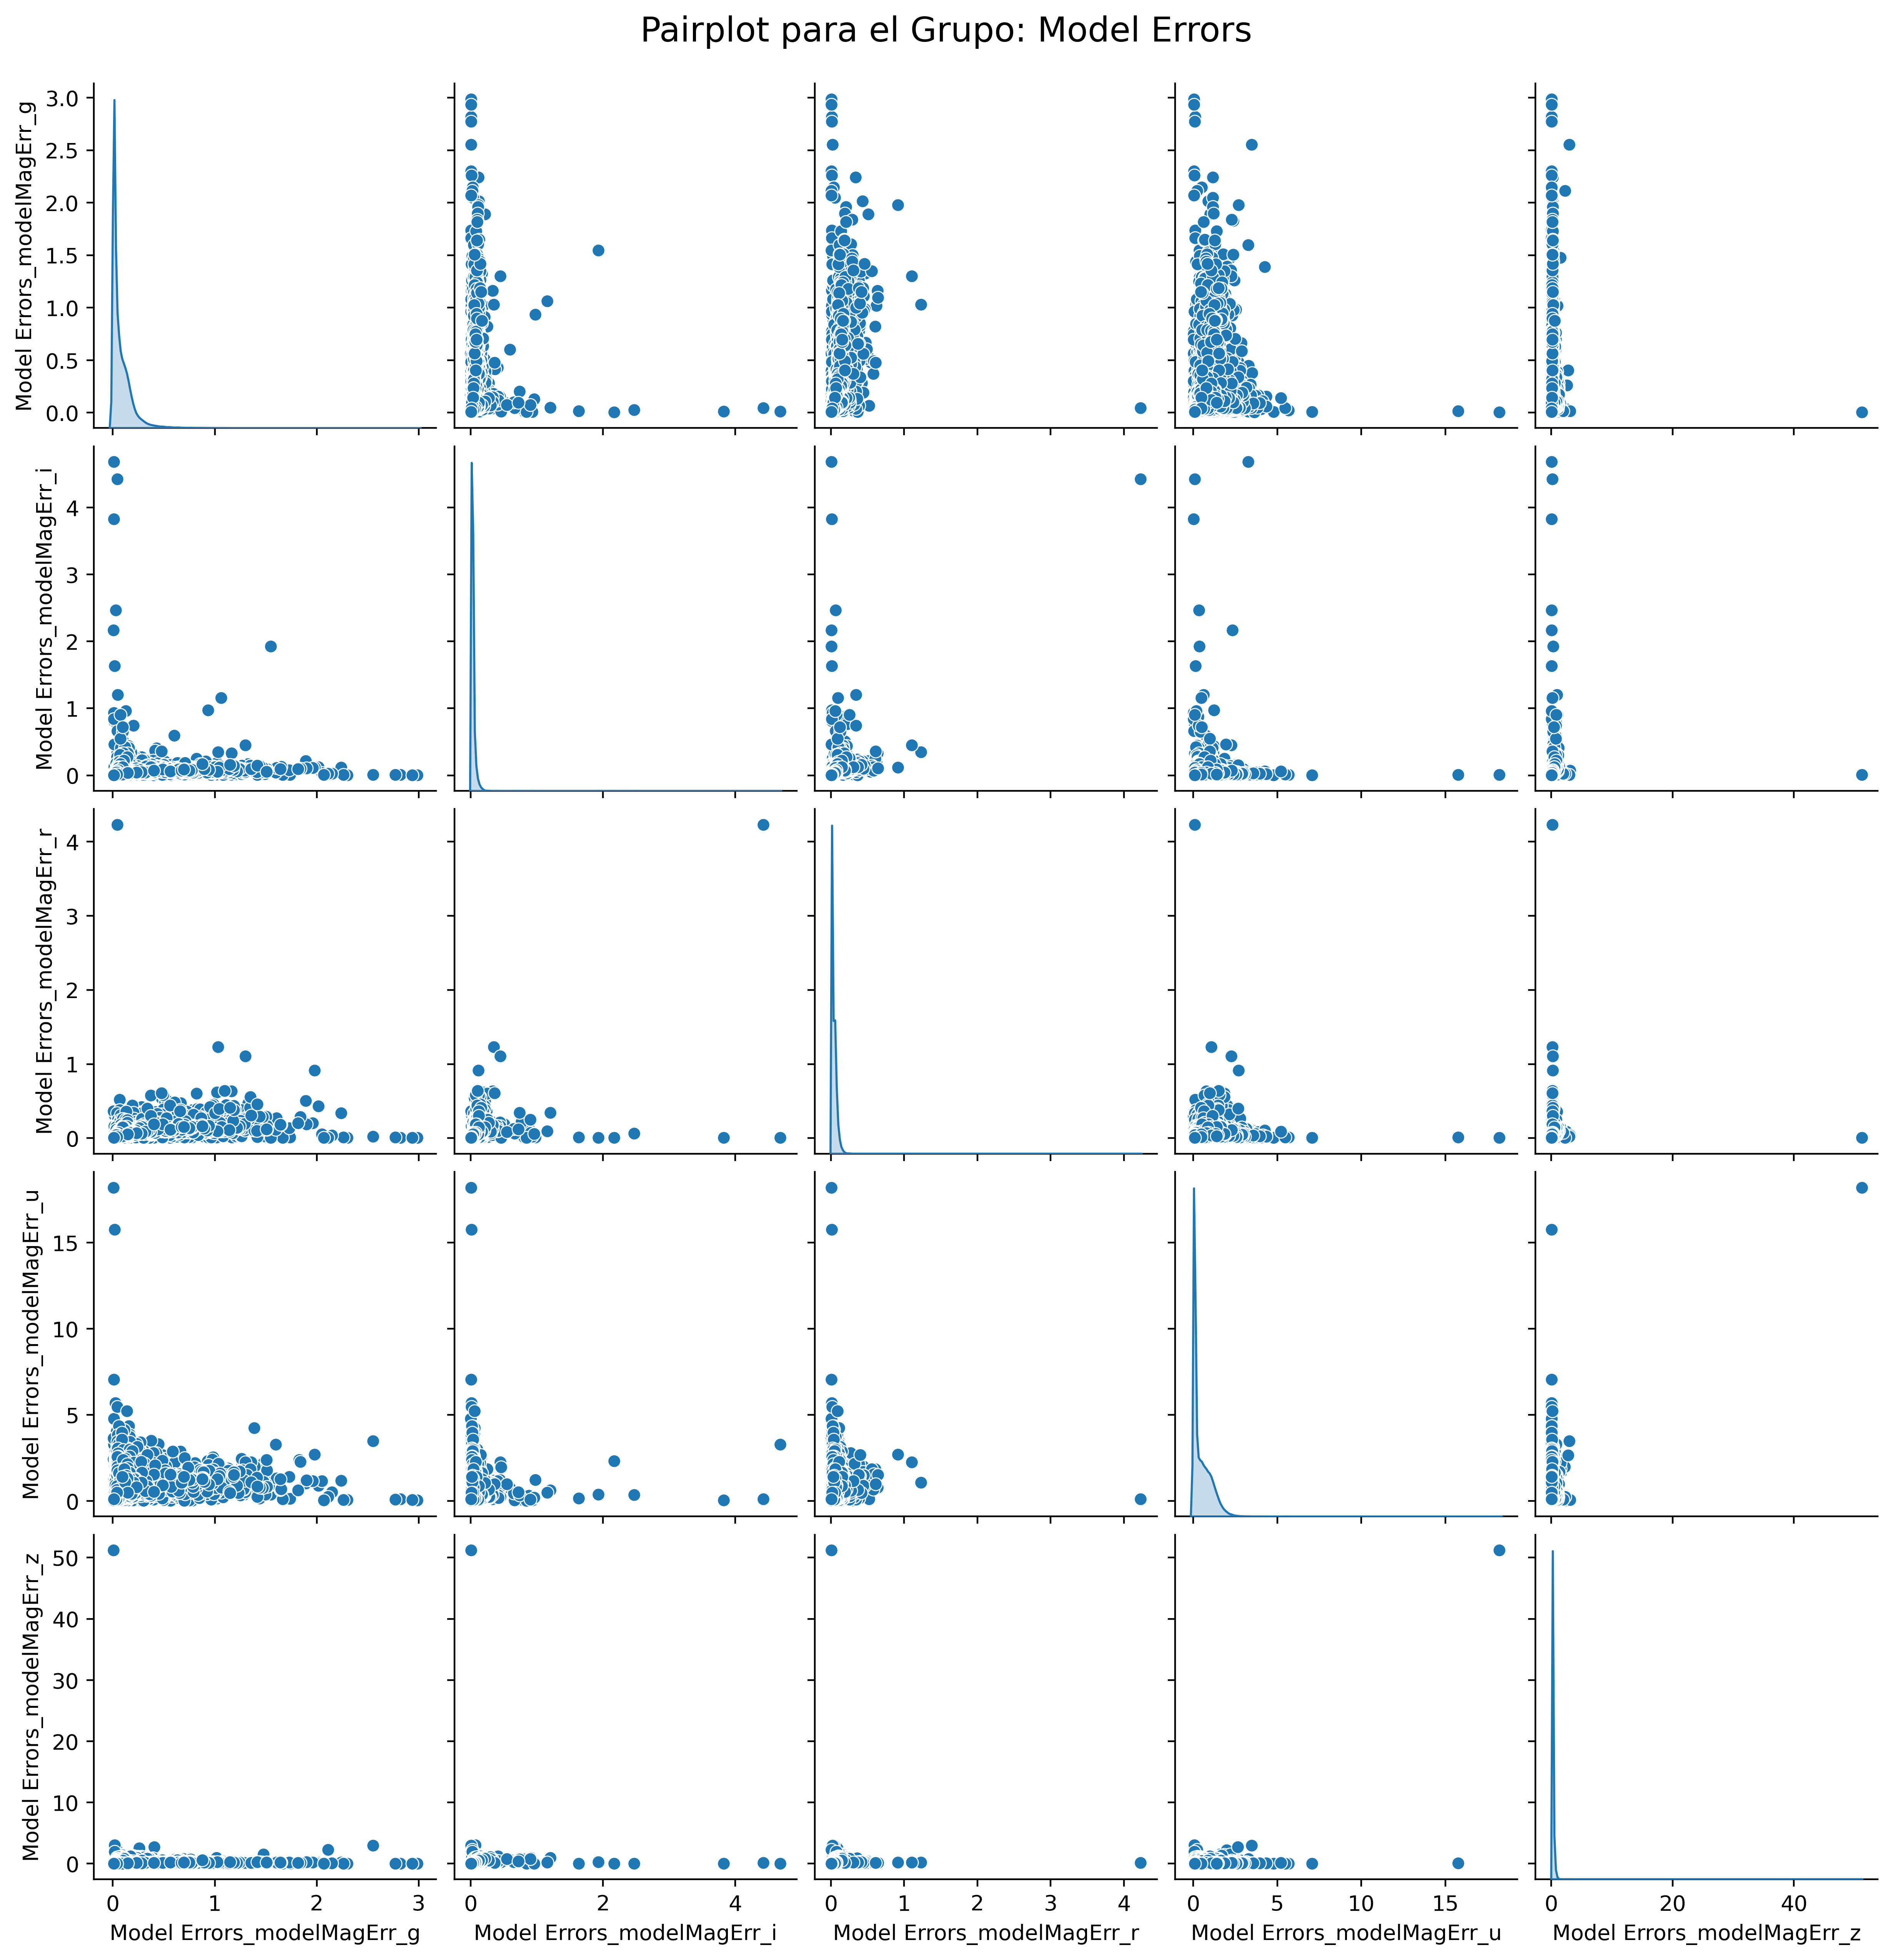 Pairplot para el Grupo: Model Errors
Model Errors_modelMagErr_g
3.0
2.5
2.0
1.5
1.0
0.5
0.0
Model Errors_modelMagErr_i
4
3
2
1
0
Model Errors_modelMagErr_r
4
3
2
1
0
Model Errors_modelMagErr_u
15
10
5
0
Model Errors_modelMagErr_z
50
40
30
20
10
0
0 1 2 3
0 2 4
0 1 2 3 4
0 5 10 15
0 20 40
Model Errors_modelMagErr_g
Model Errors_modelMagErr_i
Model Errors_modelMagErr_r
Model Errors_modelMagErr_u
Model Errors_modelMagErr_z